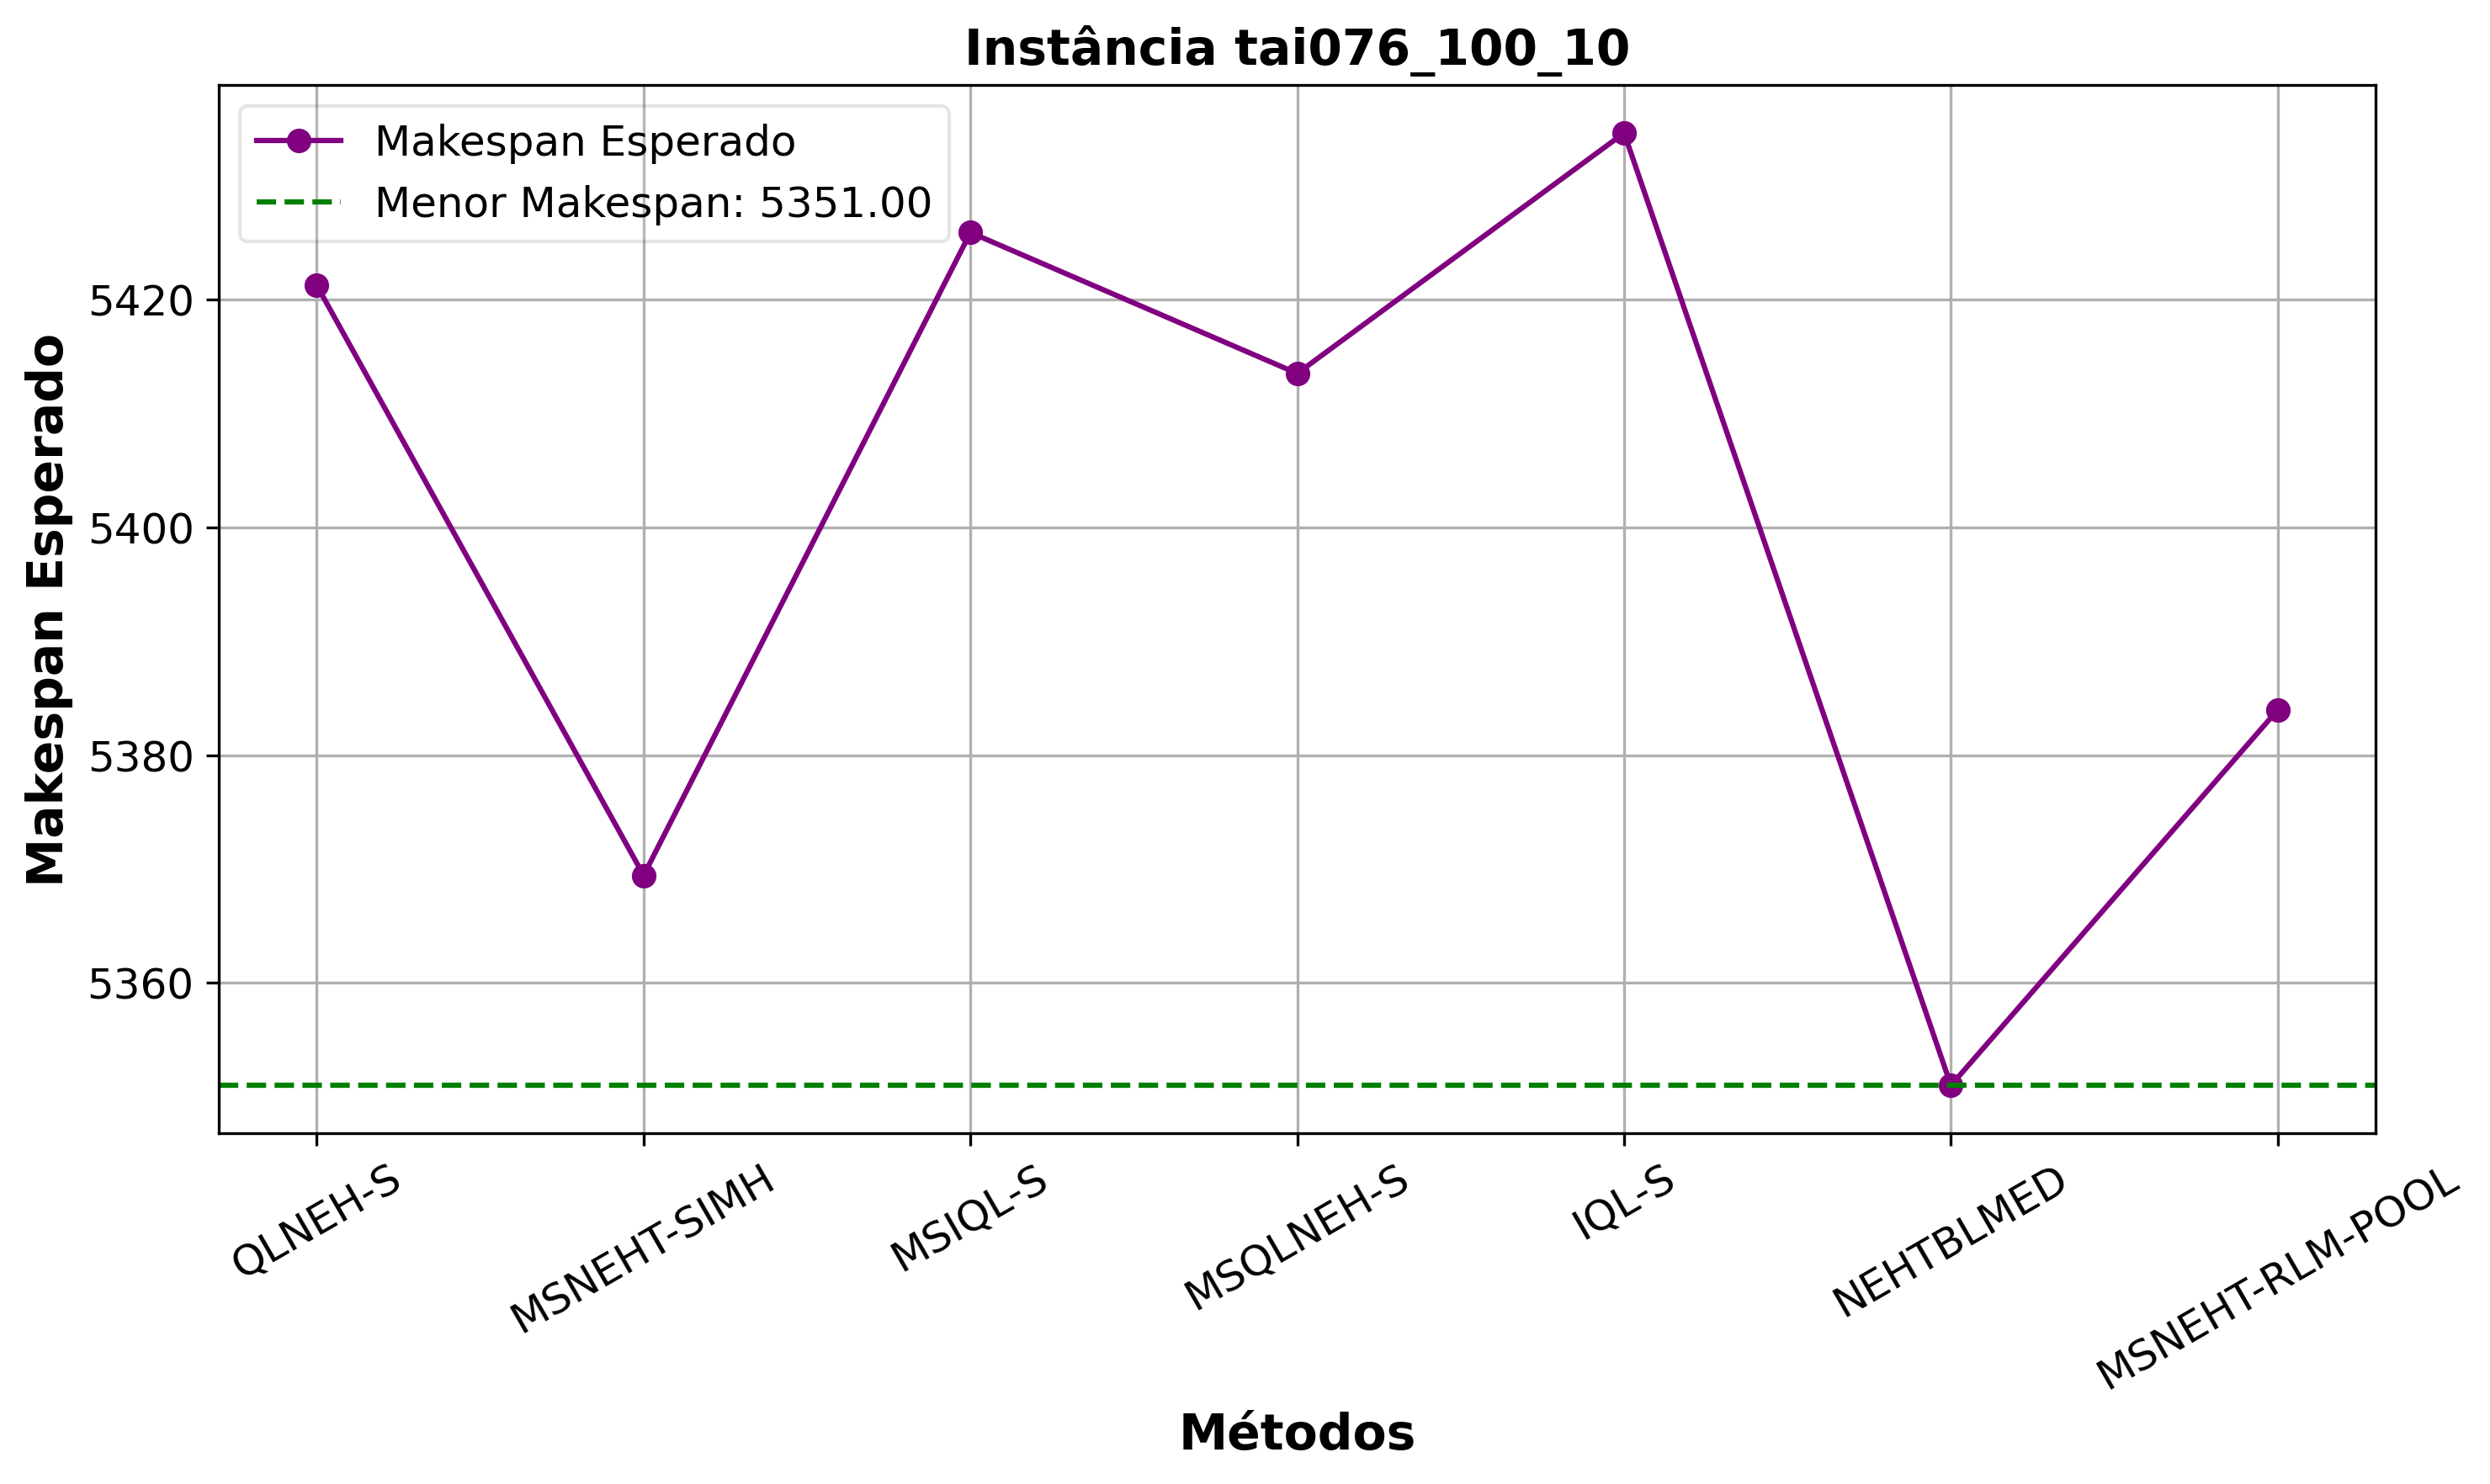 Instância tai076_100_10
Makespan Esperado
Menor Makespan: 5351.00
Makespan Esperado
5420
5400
5380
5360
QLNEH-S
MSNEHT-SIMH
MSIQL-S
MSQLNEH-S
IQL-S
NEHTBLMED
MSNEHT-RLM-POOL
Métodos